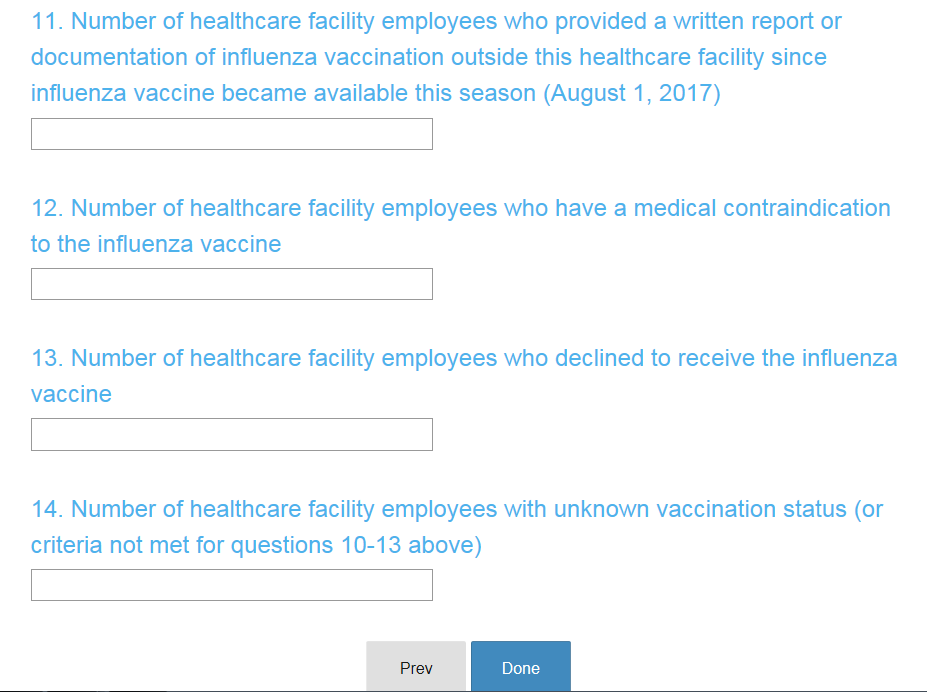 11. Number of healthcare facility employees who provided a written report or
documentation of influenza vaccination outside this healthcare facility since
influenza vaccine became available this season (August 1, 2017)
12. Number of healthcare facility employees who have a medical contraindication
to the influenza vaccine
13. Number of healthcare facility employees who declined to receive the influenza
vaccine
14. Number of healthcare facility employees with unknown vaccination status (or
criteria not met for questions 10-13 above)
Prev Done